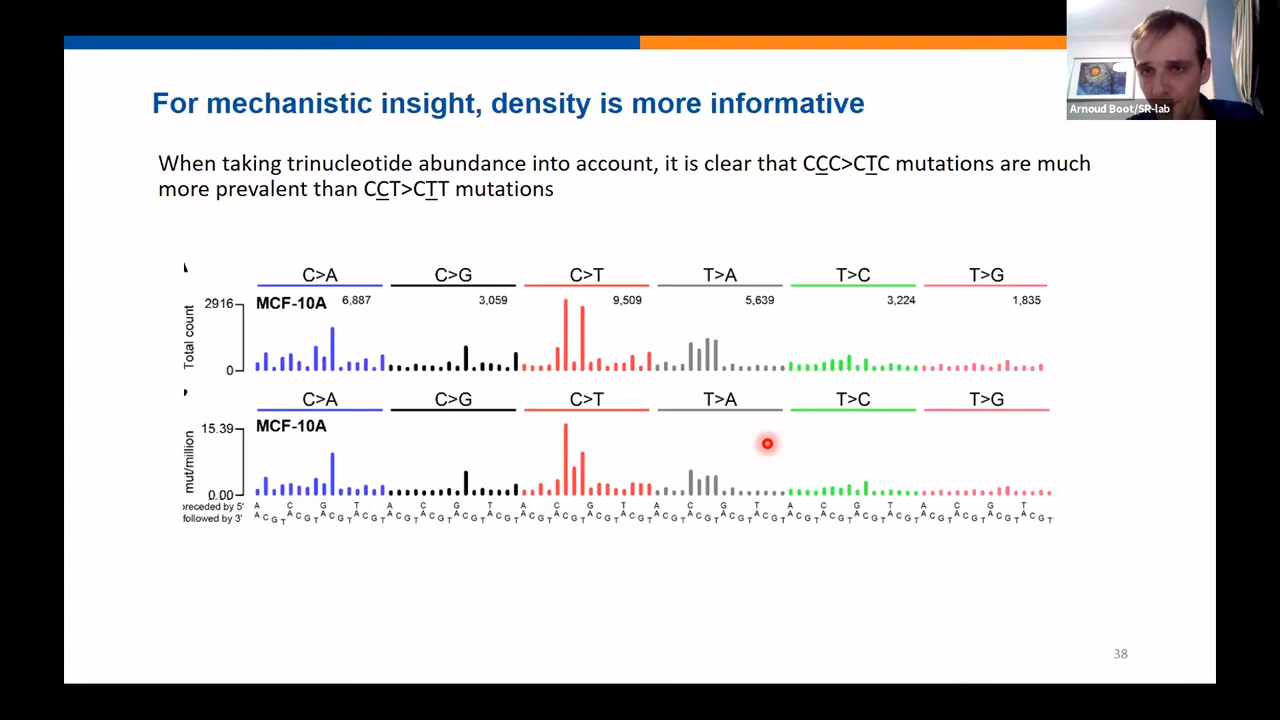 Arnoud Boot/SR-lab
For mechanistic insight, density is more informative
When taking trinucleotide abundance into account, it is clear that CCC>CTC mutations are much
more prevalent than CCT>CTT mutations
C>A C>G C>T T>A T>C T>G
2916 MCF-10A 6,887 3,059 9,509 5,639 3,224 1,835
Total count
0
C>A C>G C>T T>A T>C T>G
15.39 MCF-10A
mut/million
0.00
preceded by 5' A C G T A C G T A C G T A C G T A C G T A C G T
followed by 3' A C G T A C G T A C G T A C G T A C G T A C G T A C G T A C G T A C G T A C G T A C G T A C G T A C G T A C G T A C G T A C G T A C G T A C G T A C G T A C G T A C G T A C G T A C G T A C G T
38